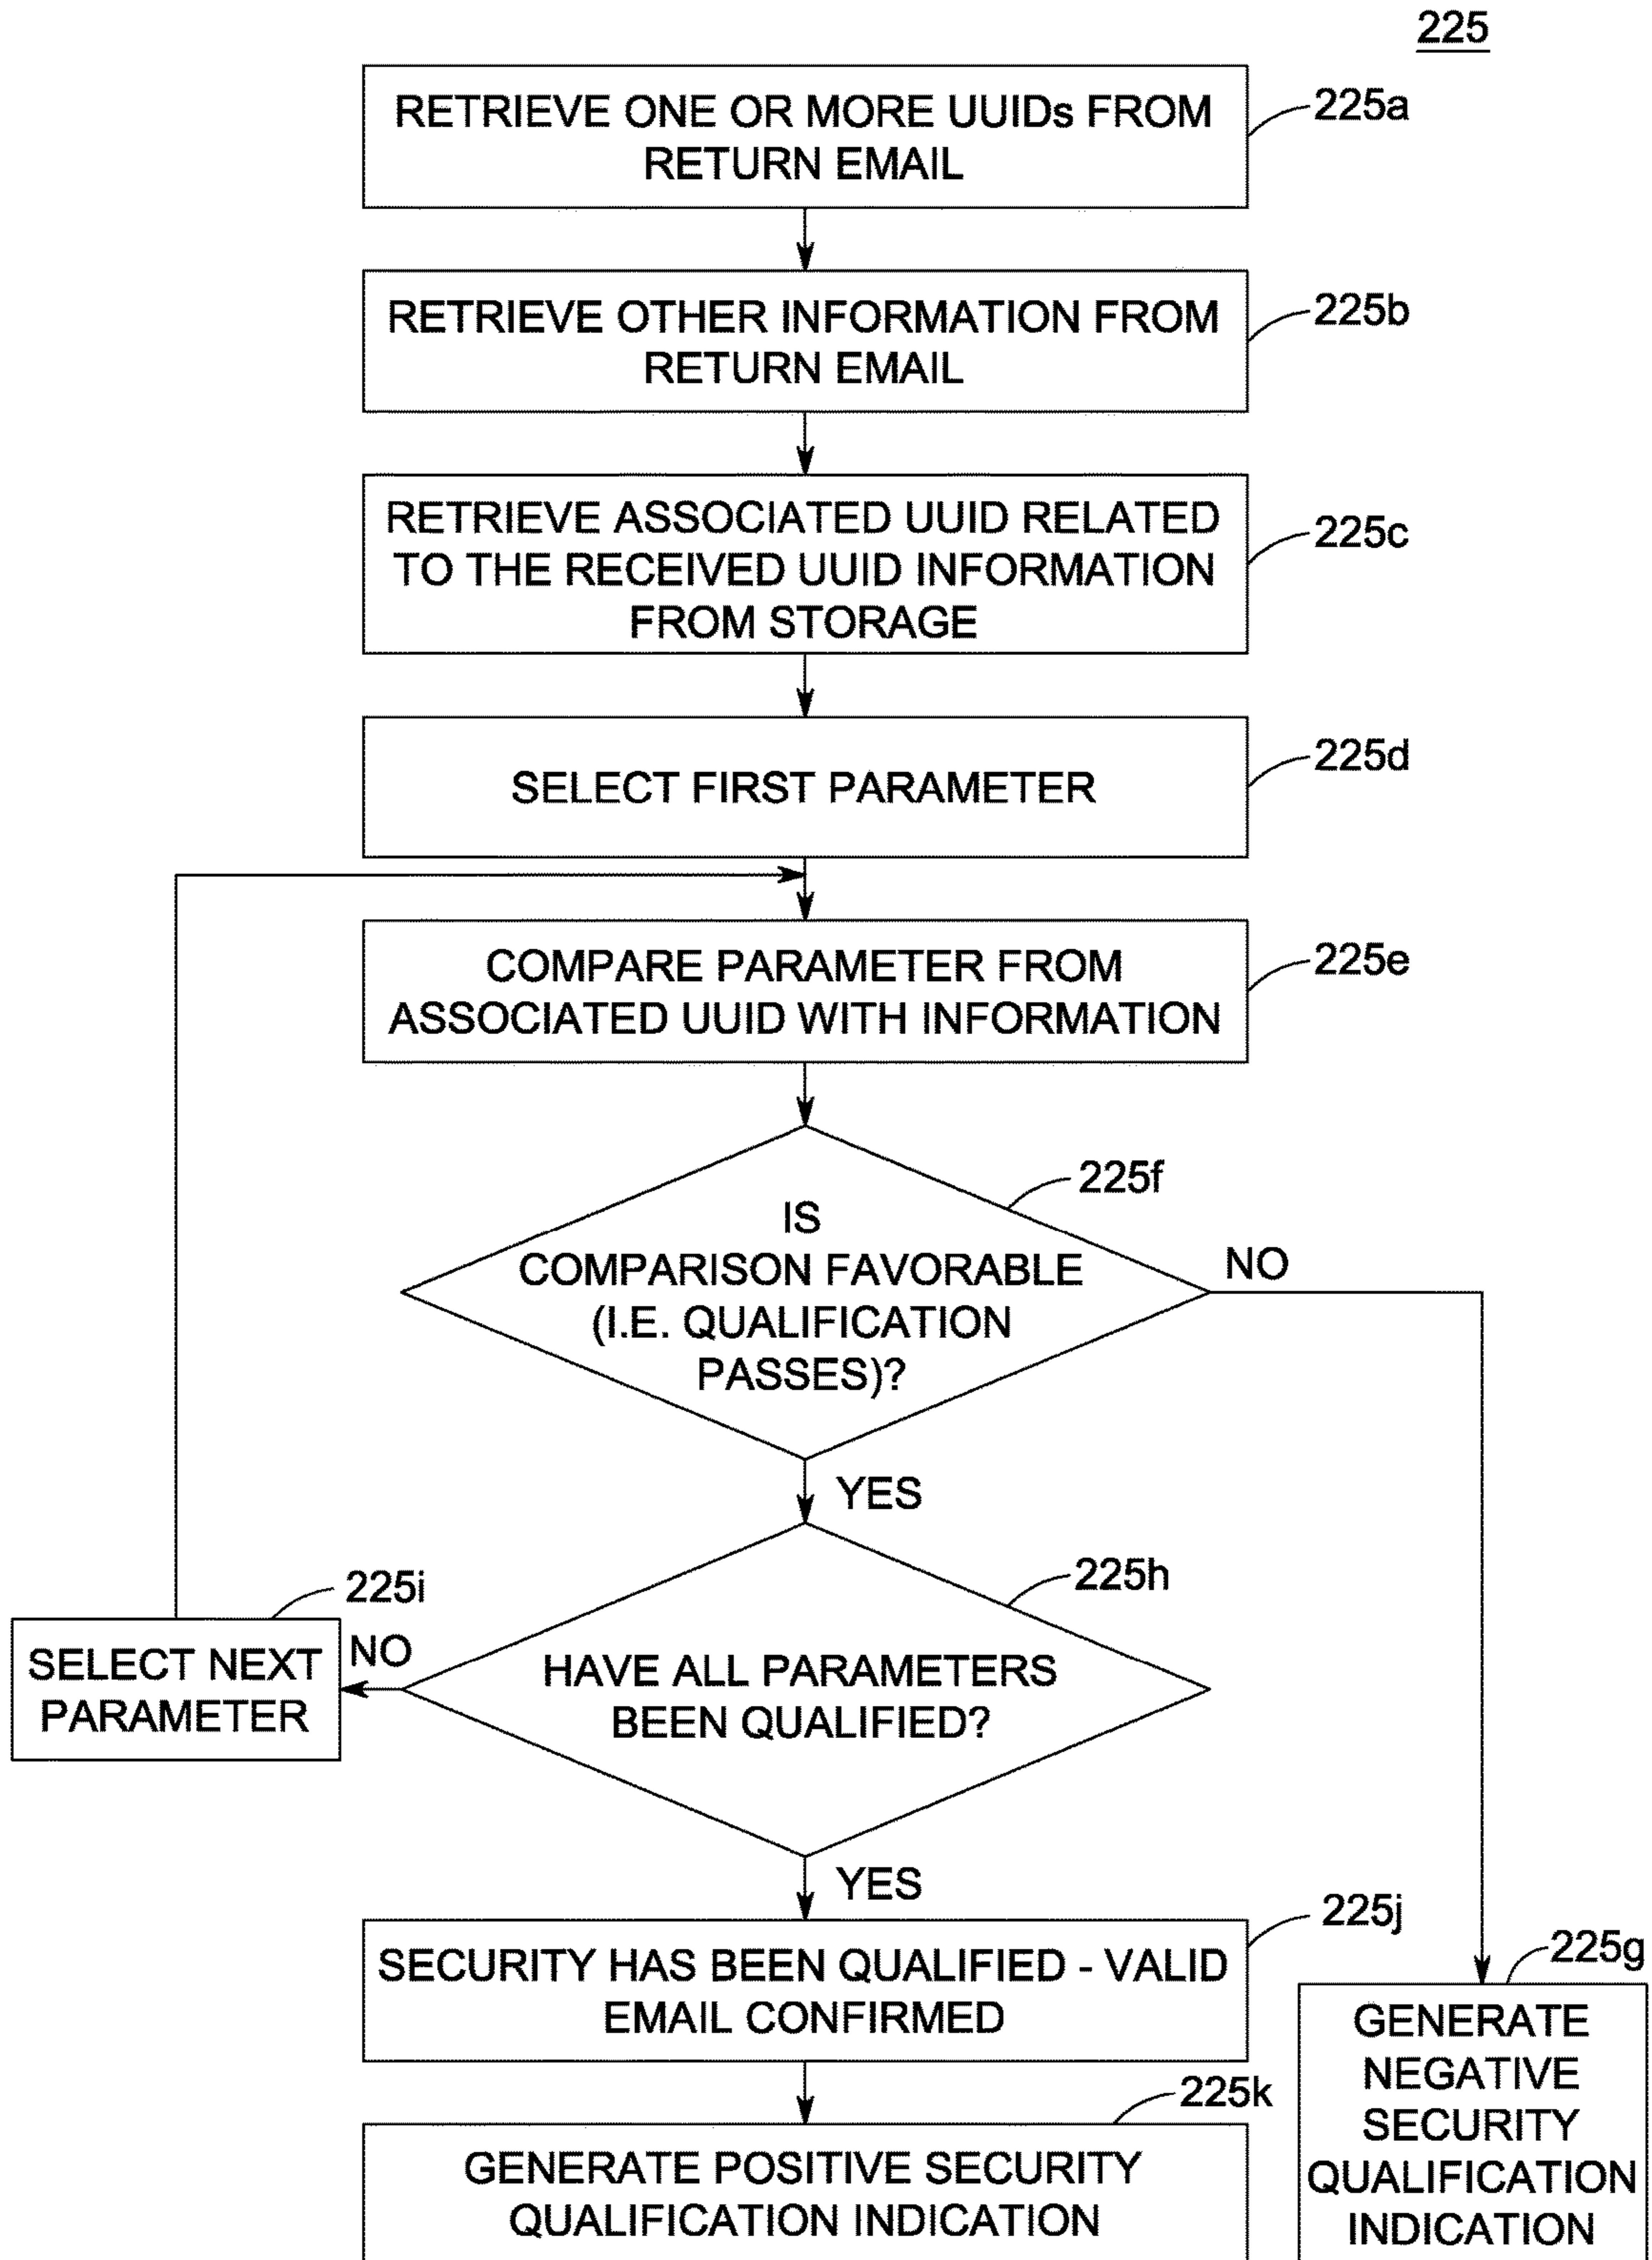 225
RETRIEVE ONE OR MORE UUIDs FROM
RETURN EMAIL
225a
RETRIEVE OTHER INFORMATION FROM
RETURN EMAIL
225b
RETRIEVE ASSOCIATED UUID RELATED
TO THE RECEIVED UUID INFORMATION
FROM STORAGE
225c
SELECT FIRST PARAMETER
225d
COMPARE PARAMETER FROM
ASSOCIATED UUID WITH INFORMATION
225e
IS
COMPARISON FAVORABLE
(I.E. QUALIFICATION
PASSES)?
225f
NO
YES
HAVE ALL PARAMETERS
BEEN QUALIFIED?
225h
NO
225i
SELECT NEXT
PARAMETER
YES
SECURITY HAS BEEN QUALIFIED - VALID
EMAIL CONFIRMED
225j
225g
GENERATE
NEGATIVE
SECURITY
QUALIFICATION
INDICATION
225k
GENERATE POSITIVE SECURITY
QUALIFICATION INDICATION